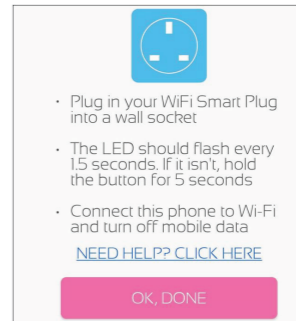 • Plug in your WiFi Smart Plug
into a wall socket
• The LED should flash every
1.5 seconds. If it isn't, hold
the button for 5 seconds
• Connect this phone to Wi-Fi
and turn off mobile data
NEED HELP? CLICK HERE
OK, DONE